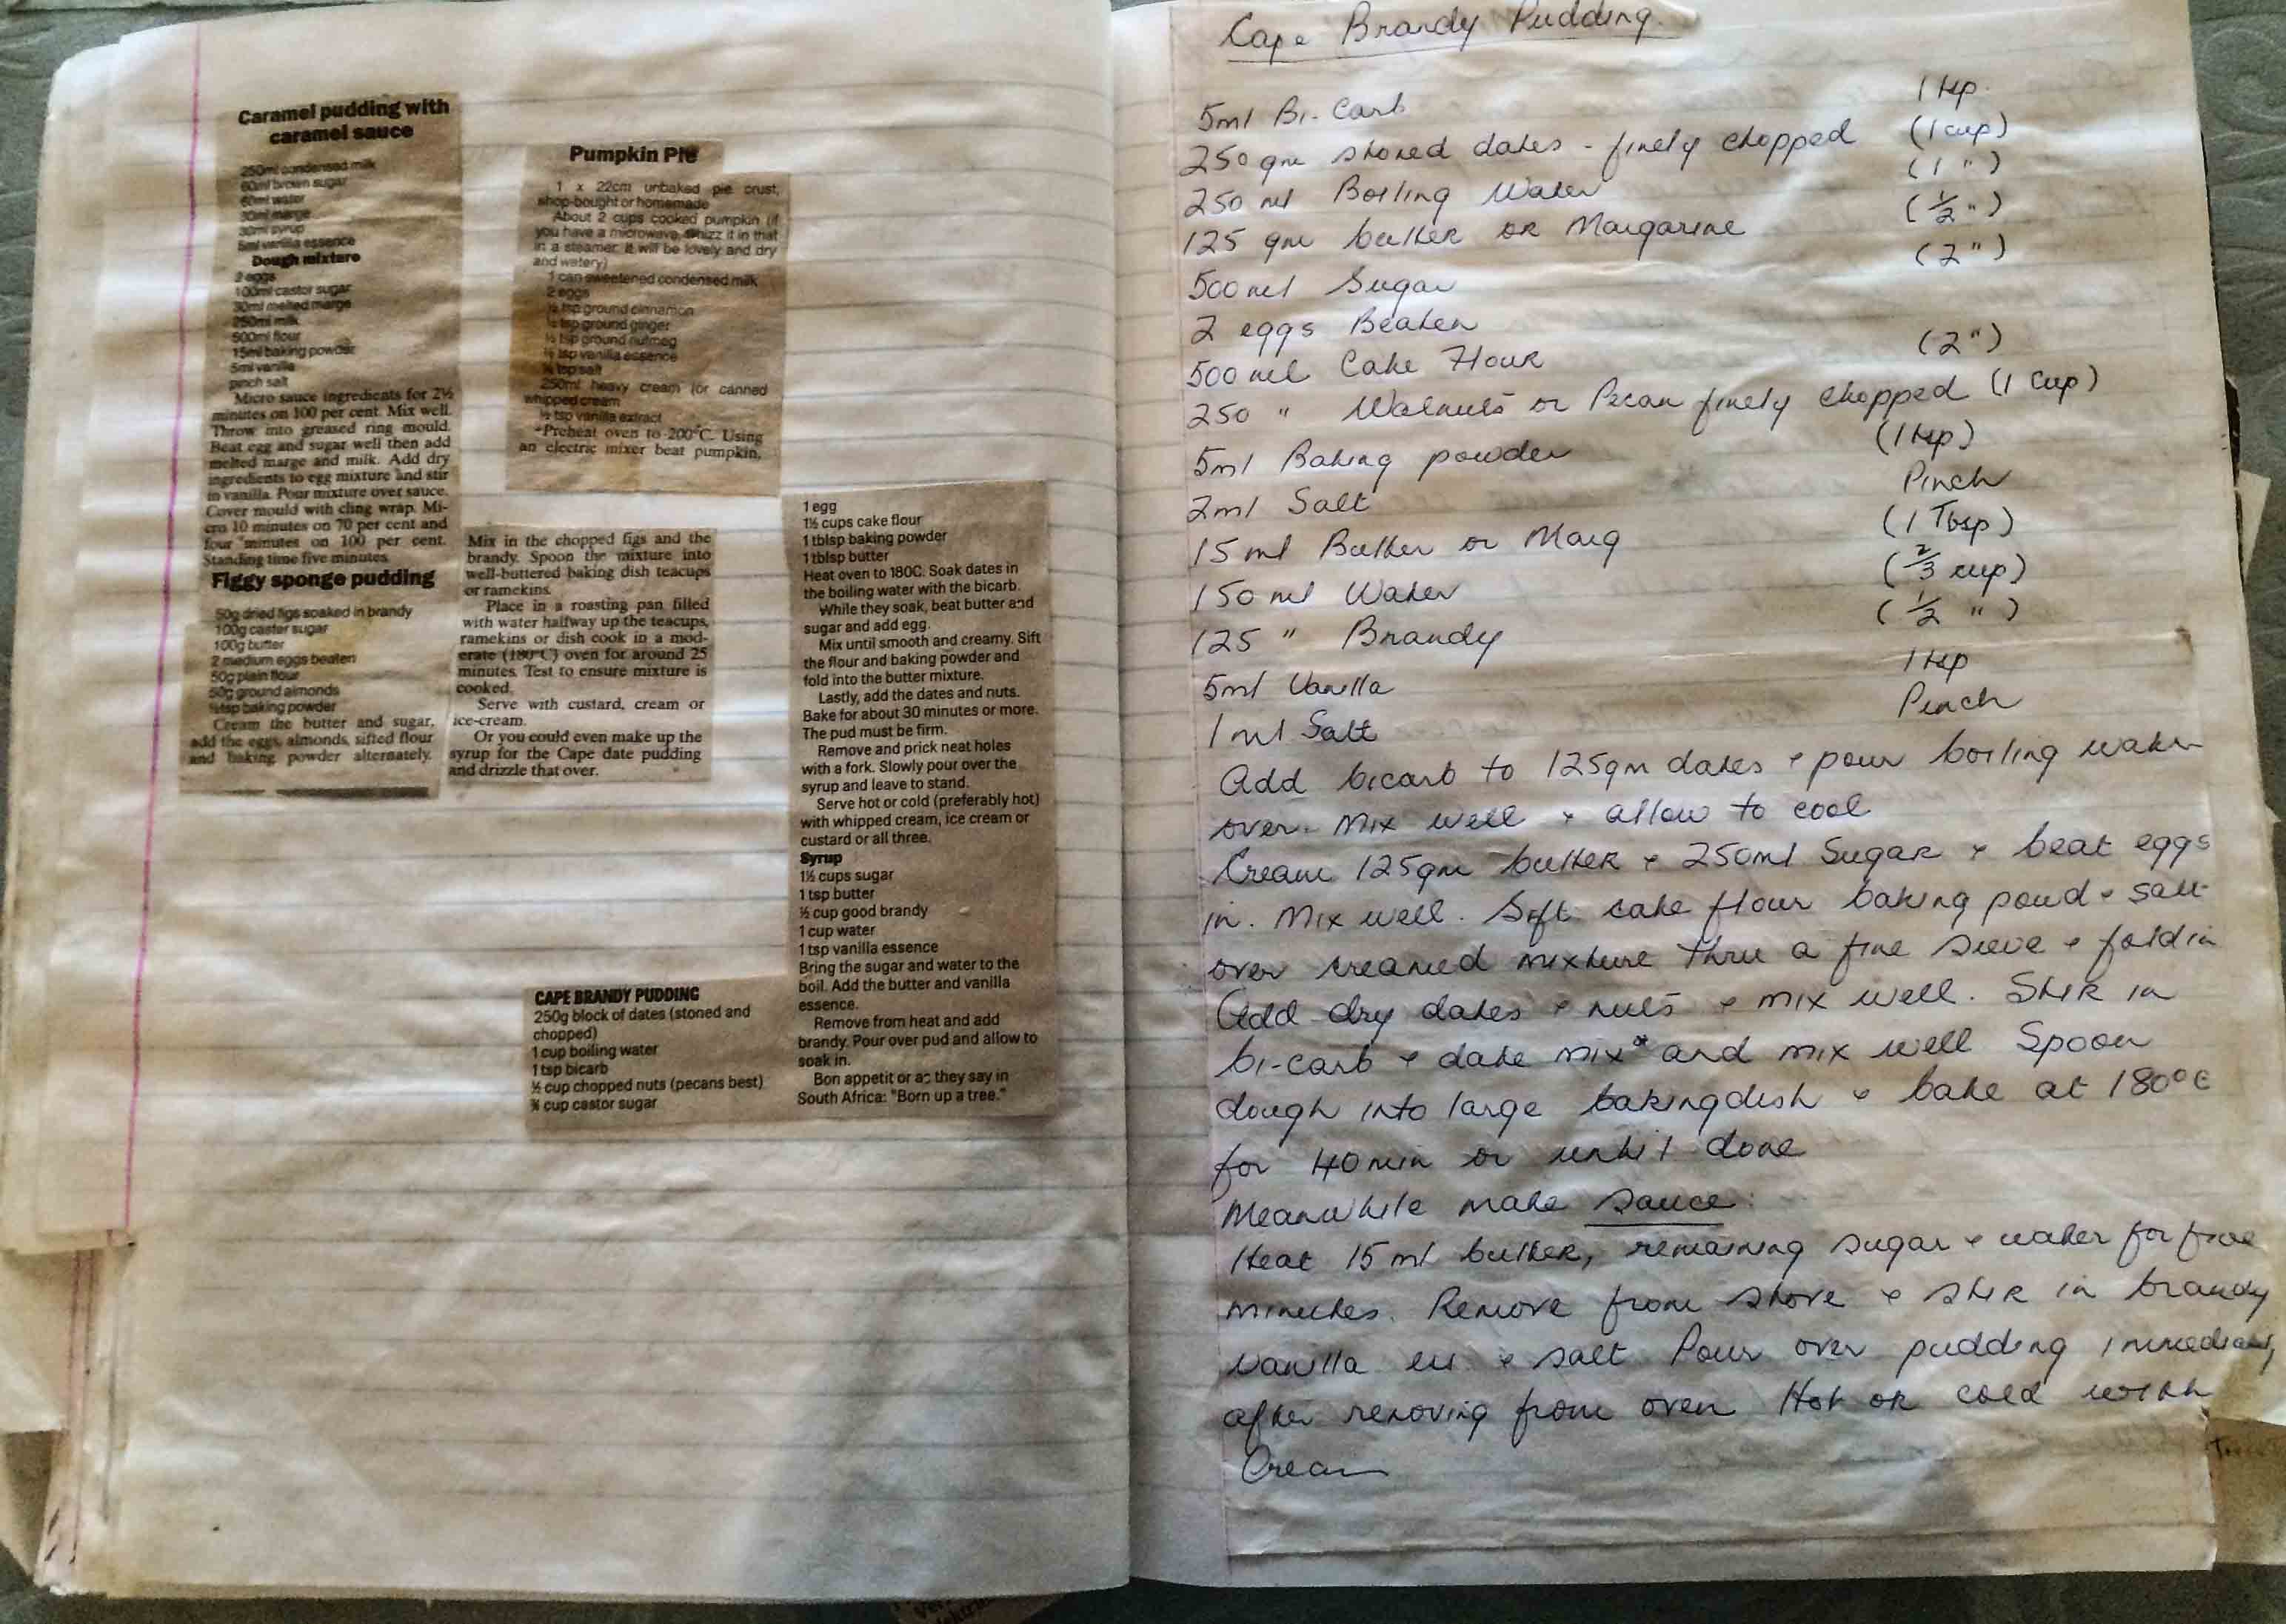 Caramel pudding with
caramel sauce
250ml condensed milk
60ml brown sugar
60ml water
30ml marge
30ml syrup
5ml vanilla essence
Dough mixture
2 eggs
100ml castor sugar
30ml melted marge
250ml milk
500ml flour
15ml baking powder
5ml vanilla
pinch salt
Micro sauce ingredients for 2½
minutes on 100 per cent. Mix well.
Throw into greased ring mould.
Beat egg and sugar well then add
melted marge and milk. Add dry
ingredients to egg mixture and stir
in vanilla. Pour mixture over sauce.
Cover mould with cling wrap. Mi-
cro 10 minutes on 70 per cent and
four minutes on 100 per cent.
Standing time five minutes.
Figgy sponge pudding
50g dried figs soaked in brandy
100g caster sugar
100g butter
2 medium eggs beaten
50g plain flour
50g ground almonds
tsp baking powder
Cream the butter and sugar,
add the eggs, almonds, sifted flour
and baking powder alternately.
Mix in the chopped figs and the
brandy. Spoon the mixture into
well-buttered baking dish teacups
or ramekins.
Place in a roasting pan filled
with water halfway up the teacups,
ramekins or dish cook in a mod-
erate (180°C) oven for around 25
minutes. Test to ensure mixture is
cooked.
Serve with custard, cream or
ice-cream.
Or you could even make up the
syrup for the Cape date pudding
and drizzle that over.
Pumpkin Pie
1 x 22cm unbaked pie crust,
shop-bought or homemade
About 2 cups cooked pumpkin (if
you have a microwave, whizz it in that
in a steamer it will be lovely and dry
and watery)
1 can sweetened condensed milk
2 eggs
tsp ground cinnamon
½ tsp ground ginger
½ tsp ground nutmeg
½ tsp vanilla essence
tsp salt
250ml heavy cream (or canned
whipped cream
½ tsp vanilla extract
Preheat oven to 200°C. Using
an electric mixer beat pumpkin,
CAPE BRANDY PUDDING
250g block of dates (stoned and
chopped)
1 cup boiling water
1 tsp bicarb
½ cup chopped nuts (pecans best)
¾ cup castor sugar
1 egg
1½ cups cake flour
1 tblsp baking powder
1 tblsp butter
Heat oven to 180C. Soak dates in
the boiling water with the bicarb.
While they soak, beat butter and
sugar and add egg.
Mix until smooth and creamy. Sift
the flour and baking powder and
fold into the butter mixture.
Lastly, add the dates and nuts.
Bake for about 30 minutes or more.
The pud must be firm.
Remove and prick neat holes
with a fork. Slowly pour over the
syrup and leave to stand.
Serve hot or cold (preferably hot)
with whipped cream, ice cream or
custard or all three.
Syrup
1½ cups sugar
1 tsp butter
½ cup good brandy
1 cup water
1 tsp vanilla essence
Bring the sugar and water to the
boil. Add the butter and vanilla
essence.
Remove from heat and add
brandy. Pour over pud and allow to
soak in.
Bon appetit or as they say in
South Africa: "Born up a tree."
Cape Brandy Pudding.
5ml Bi-Carb 1 tsp.
250 gm stoned dates - finely chopped (1 cup)
250 ml Boiling Water (1 ")
125 gm butter or Margarine (½ ")
500 ml Sugar (2 ")
2 eggs Beaten
500 ml Cake Flour (2 ")
250 " Walnuts or Pecan finely chopped (1 Cup)
5ml Baking powder (1 tsp)
2ml Salt Pinch
15 ml Butter or Marg (1 Tbsp)
150 ml Water (⅔ cup)
125 " Brandy (½ ")
5ml Vanilla 1 tsp
1 ml Salt Pinch
Add bicarb to 125gm dates + pour boiling water
over. Mix well + allow to cool
Cream 125gm butter + 250ml Sugar + beat eggs
in. Mix well. Sift cake flour baking powd + salt
over creamed mixture thru a fine sieve + fold in
Add dry dates + nuts + mix well. Stir in
bi-carb + date mix and mix well Spoon
dough into large baking dish + bake at 180°C
for 40 min or until done
Meanwhile make sauce:
Heat 15 ml butter, remaining sugar + water for five
minutes. Remove from stove + stir in brandy
Vanilla ess + salt Pour over pudding immediately
after removing from oven Hot or cold with
Cream